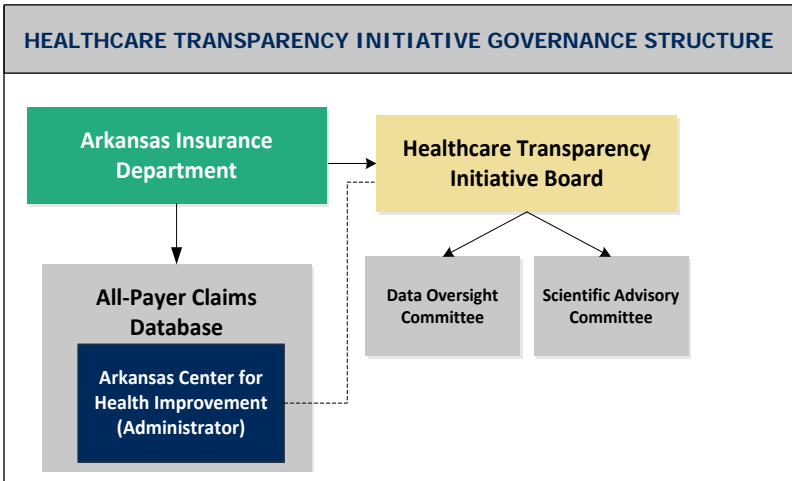 HEALTHCARE TRANSPARENCY INITIATIVE GOVERNANCE STRUCTURE
Arkansas Insurance
Department
Healthcare Transparency
Initiative Board
All-Payer Claims
Database
Arkansas Center for
Health Improvement
(Administrator)
Data Oversight
Committee
Scientific Advisory
Committee